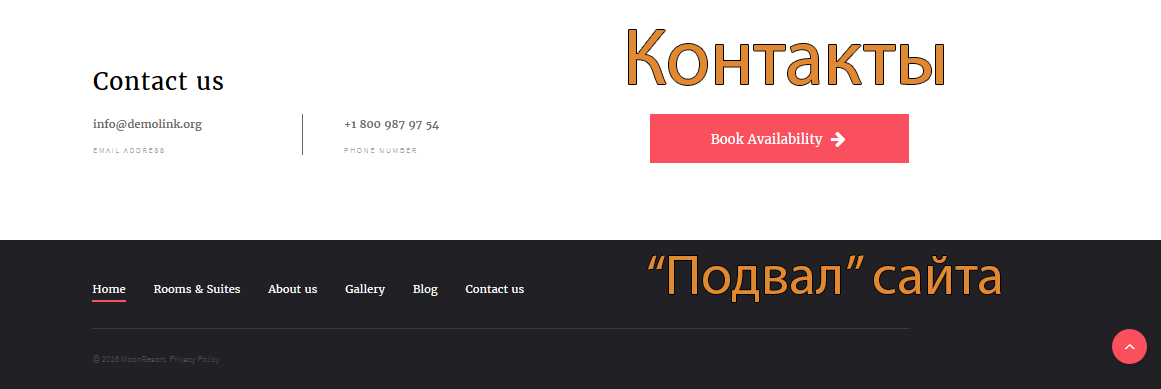 Контакты
Contact us
info@demolink.org
+1 800 987 97 54
Book Availability
EMAIL ADDRESS
PHONE NUMBER
“Подвал” сайта
Home Rooms & Suites About us Gallery Blog Contact us
© 2016 MoonResort. Privacy Policy